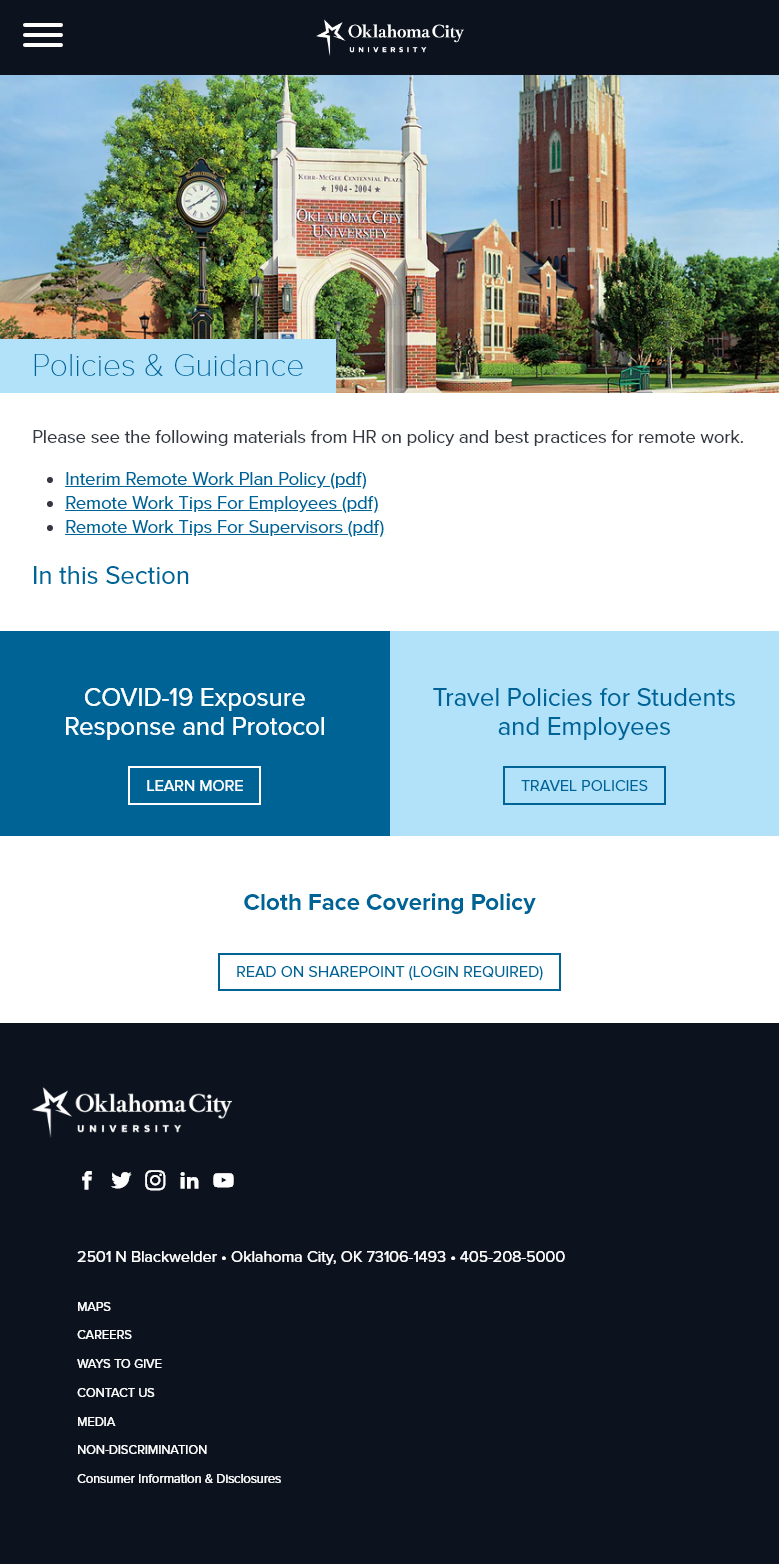 Oklahoma City
UNIVERSITY
KERR-MCGEE CENTENNIAL PLAZA
★ 1904 - 2004 ★
OKLAHOMA CITY
UNIVERSITY
Policies & Guidance
Please see the following materials from HR on policy and best practices for remote work.
• Interim Remote Work Plan Policy (pdf)
• Remote Work Tips For Employees (pdf)
• Remote Work Tips For Supervisors (pdf)
In this Section
COVID-19 Exposure
Response and Protocol
LEARN MORE
Travel Policies for Students
and Employees
TRAVEL POLICIES
Cloth Face Covering Policy
READ ON SHAREPOINT (LOGIN REQUIRED)
Oklahoma City
UNIVERSITY
2501 N Blackwelder • Oklahoma City, OK 73106-1493 • 405-208-5000
MAPS
CAREERS
WAYS TO GIVE
CONTACT US
MEDIA
NON-DISCRIMINATION
Consumer Information & Disclosures